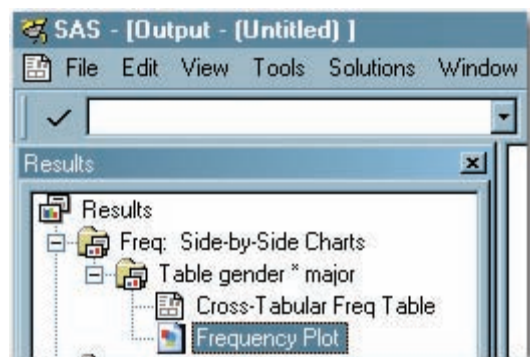 SAS - [Output - (Untitled) ]
File Edit View Tools Solutions Window
Results
Results
Freq: Side-by-Side Charts
Table gender * major
Cross-Tabular Freq Table
Frequency Plot